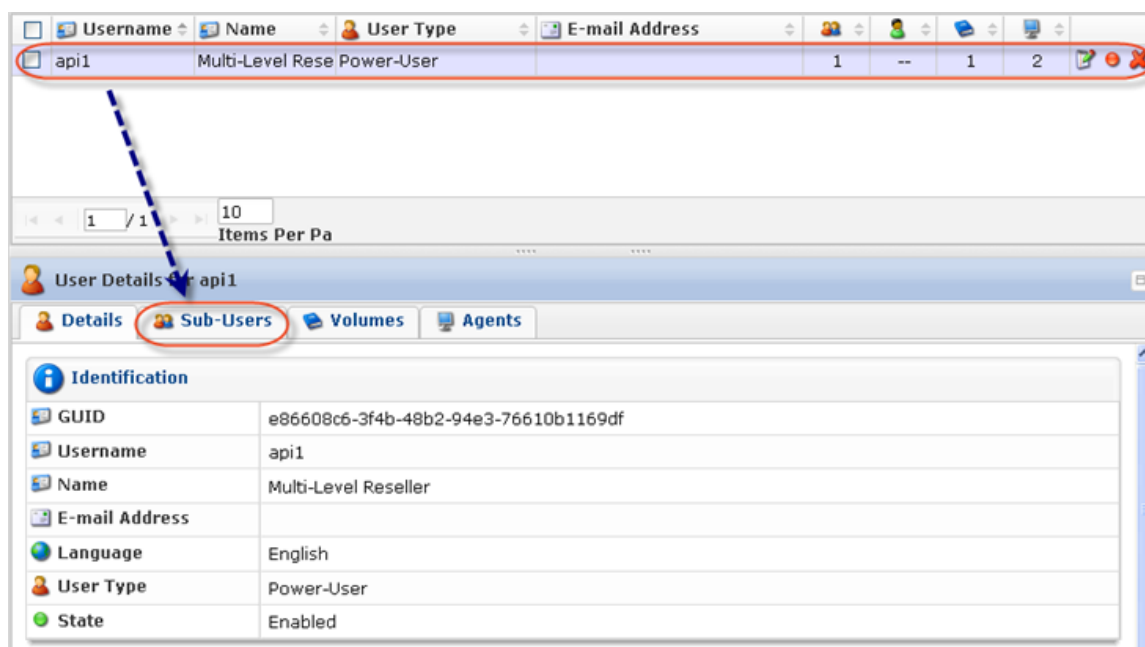 Username Name User Type E-mail Address
api1 Multi-Level Rese Power-User 1 -- 1 2
1 / 1 10
Items Per Pa
User Details for api1
Details Sub-Users Volumes Agents
Identification
GUID e86608c6-3f4b-48b2-94e3-76610b1169df
Username api1
Name Multi-Level Reseller
E-mail Address
Language English
User Type Power-User
State Enabled